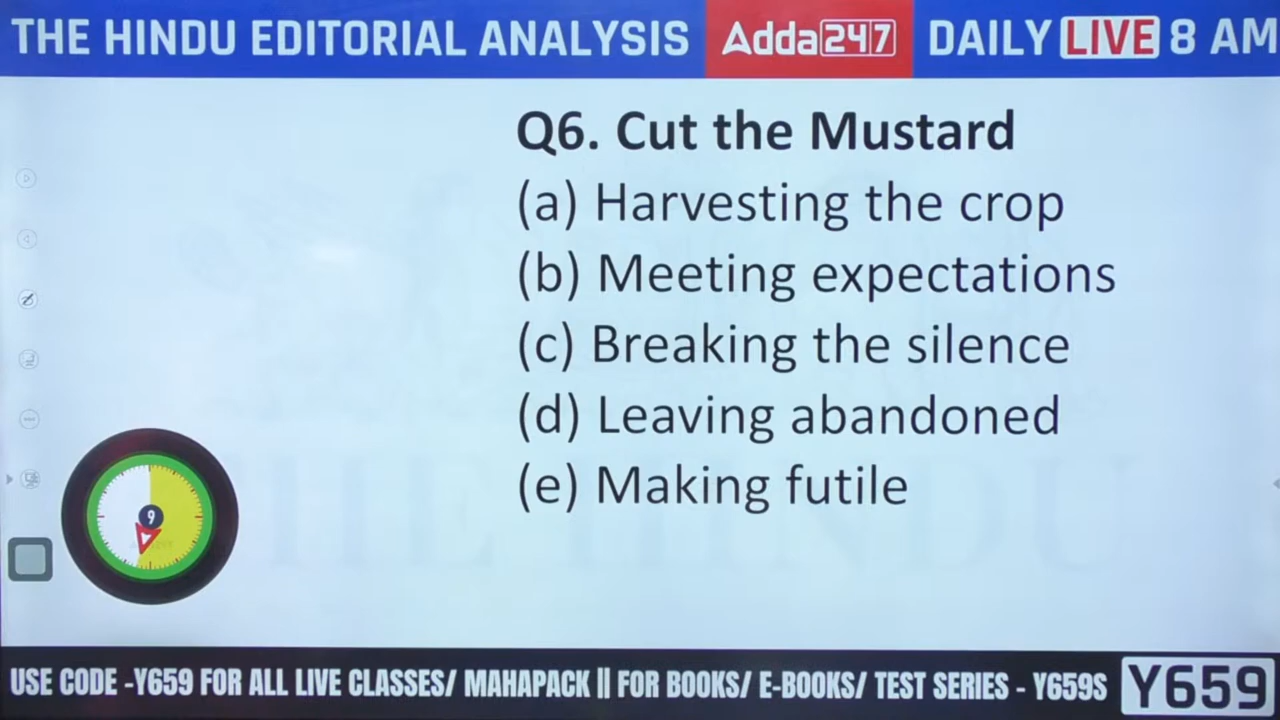 THE HINDU EDITORIAL ANALYSIS Adda247 DAILY LIVE 8 AM
Q6. Cut the Mustard
(a) Harvesting the crop
(b) Meeting expectations
(c) Breaking the silence
(d) Leaving abandoned
(e) Making futile
9
USE CODE -Y659 FOR ALL LIVE CLASSES/ MAHAPACK || FOR BOOKS/ E-BOOKS/ TEST SERIES - Y659S Y659